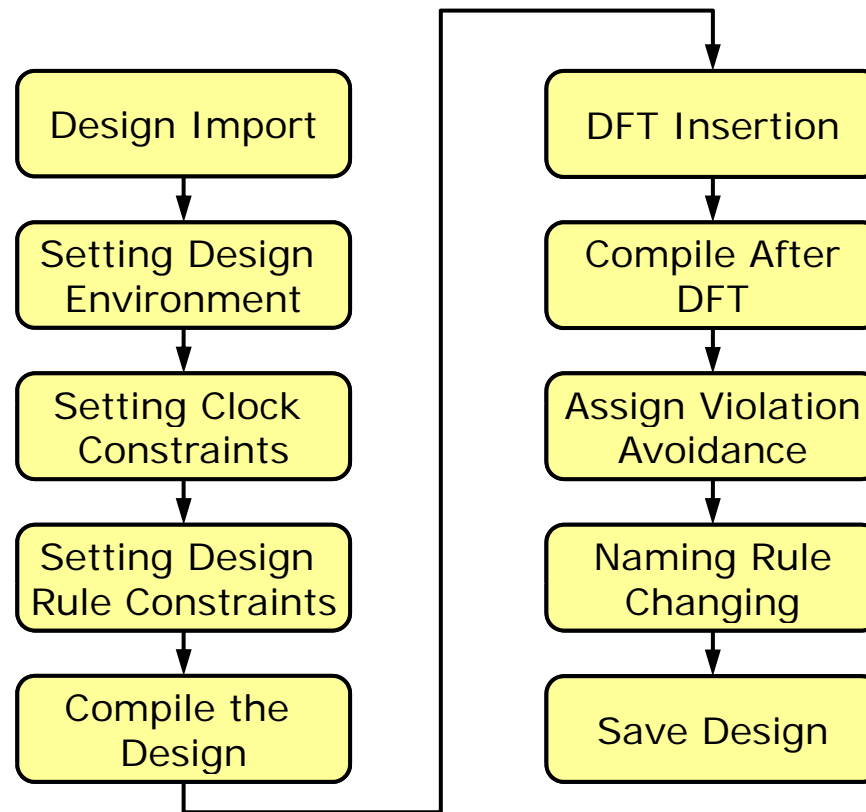 Design Import
Setting Design
Environment
Setting Clock
Constraints
Setting Design
Rule Constraints
Compile the
Design
DFT Insertion
Compile After
DFT
Assign Violation
Avoidance
Naming Rule
Changing
Save Design